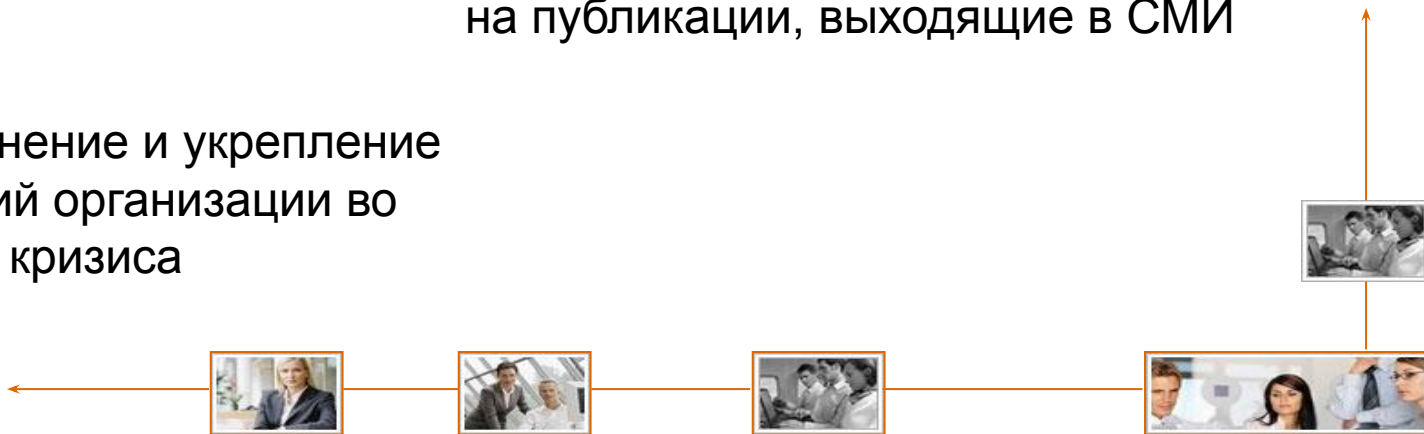 на публикации, выходящие в СМИ
нение и укрепление
ий организации во
кризиса